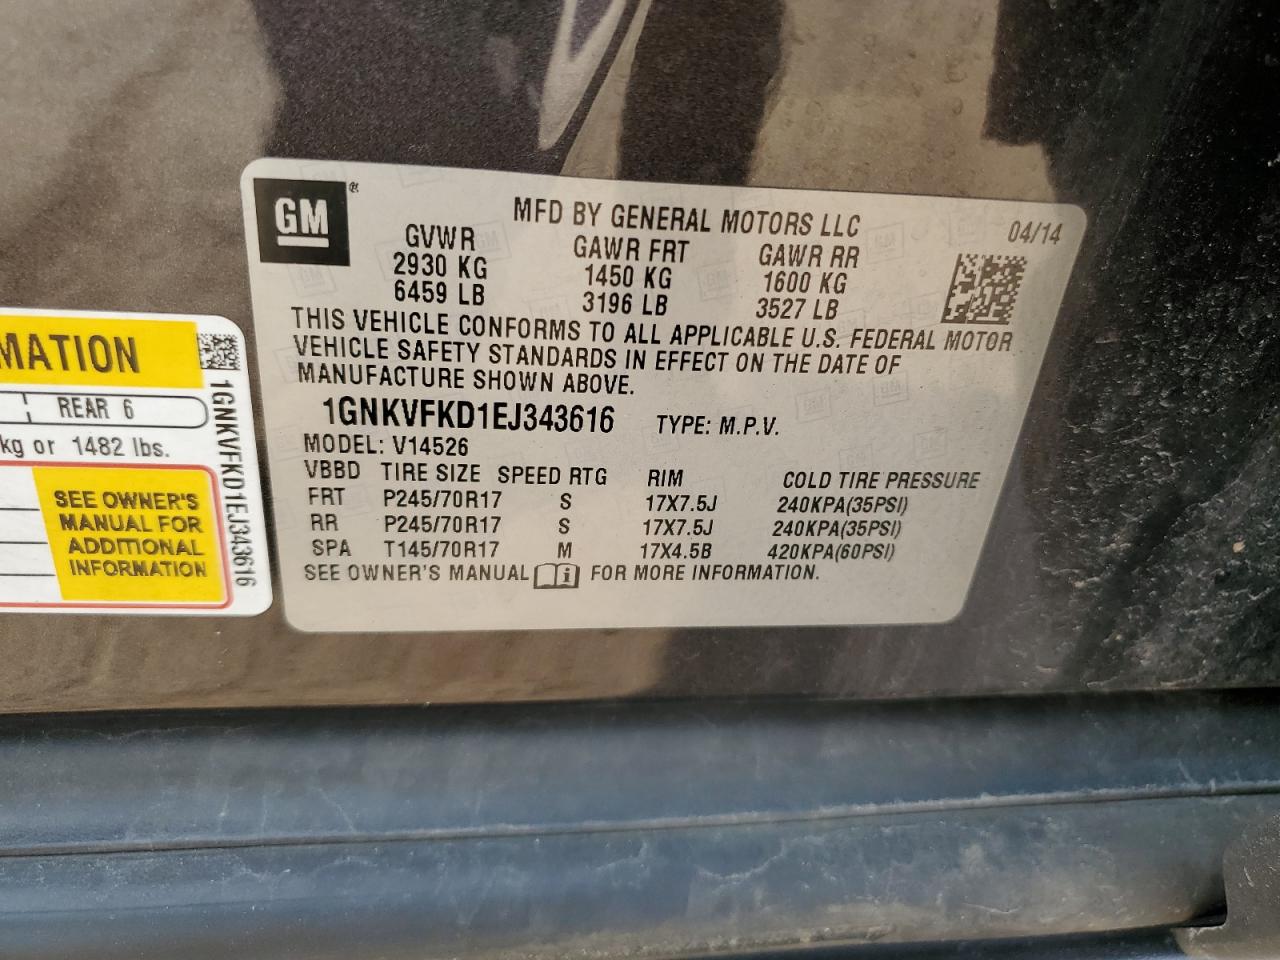 GM®
MFD BY GENERAL MOTORS LLC
04/14
GVWR GAWR FRT GAWR RR
2930 KG 1450 KG 1600 KG
6459 LB 3196 LB 3527 LB
THIS VEHICLE CONFORMS TO ALL APPLICABLE U.S. FEDERAL MOTOR
VEHICLE SAFETY STANDARDS IN EFFECT ON THE DATE OF
MANUFACTURE SHOWN ABOVE.
1GNKVFKD1EJ343616 TYPE: M.P.V.
MODEL: V14526
VBBD TIRE SIZE SPEED RTG RIM COLD TIRE PRESSURE
FRT P245/70R17 S 17X7.5J 240KPA(35PSI)
RR P245/70R17 S 17X7.5J 240KPA(35PSI)
SPA T145/70R17 M 17X4.5B 420KPA(60PSI)
SEE OWNER'S MANUAL i FOR MORE INFORMATION.
MATION
REAR 6
kg or 1482 lbs.
SEE OWNER'S
MANUAL FOR
ADDITIONAL
INFORMATION
1GNKVFKD1EJ343616